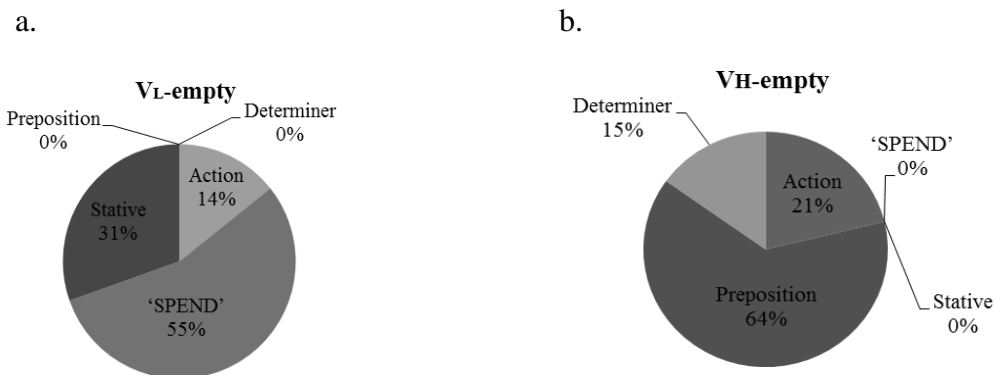 a.
VL-empty
Preposition
0%
Determiner
0%
Action
14%
Stative
31%
‘SPEND’
55%
b.
VH-empty
Determiner
15%
‘SPEND’
0%
Action
21%
Preposition
64%
Stative
0%